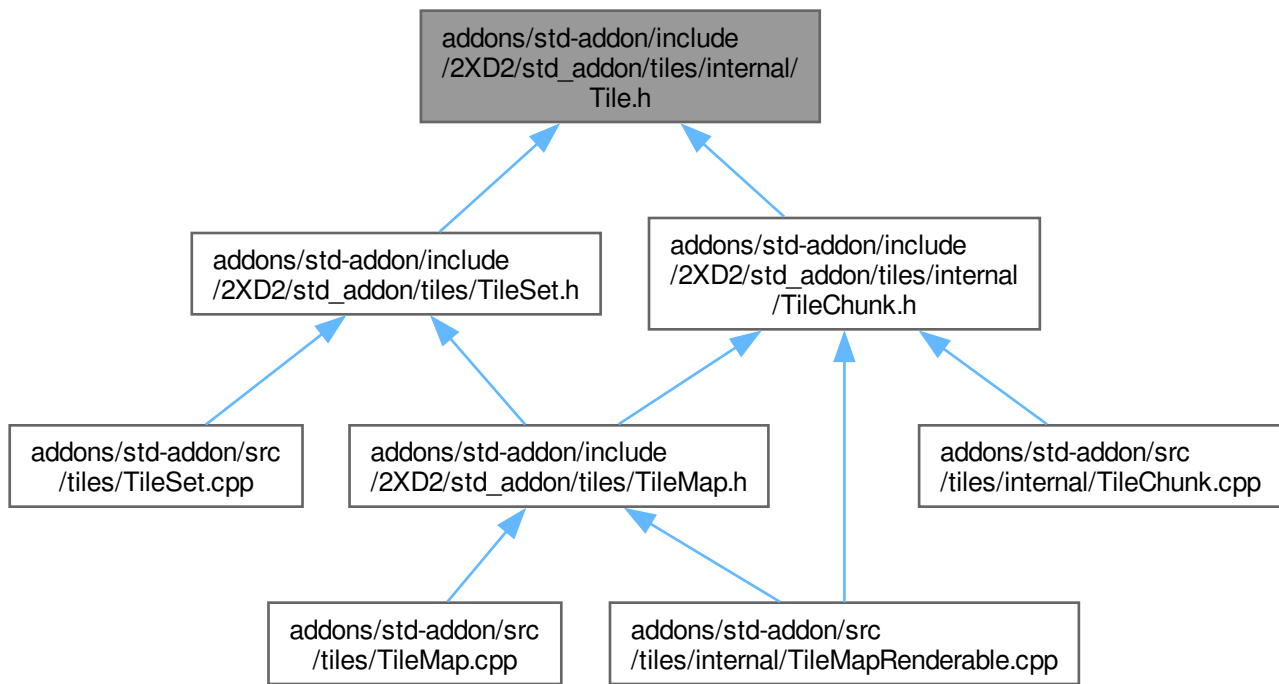 addons/std-addon/include
/2XD2/std_addon/tiles/internal/
Tile.h
addons/std-addon/include
/2XD2/std_addon/tiles/TileSet.h
addons/std-addon/include
/2XD2/std_addon/tiles/internal
/TileChunk.h
addons/std-addon/src
/tiles/TileSet.cpp
addons/std-addon/include
/2XD2/std_addon/tiles/TileMap.h
addons/std-addon/src
/tiles/internal/TileChunk.cpp
addons/std-addon/src
/tiles/TileMap.cpp
addons/std-addon/src
/tiles/internal/TileMapRenderable.cpp